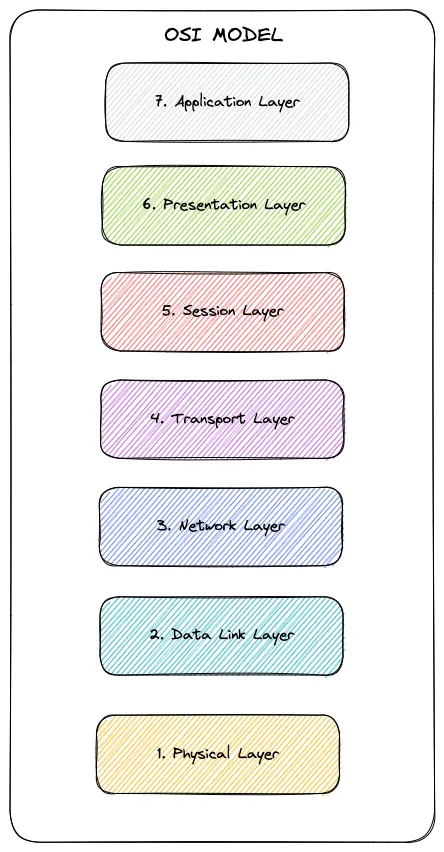 OSI MODEL
7. Application Layer
6. Presentation Layer
5. Session Layer
4. Transport Layer
3. Network Layer
2. Data Link Layer
1. Physical Layer